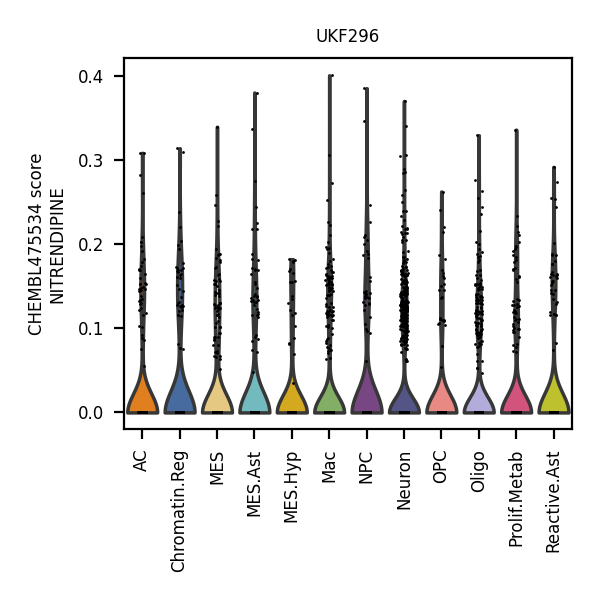 UKF296
CHEMBL475534 score
NITRENDIPINE
0.4
0.3
0.2
0.1
0.0
AC
Chromatin.Reg
MES
MES.Ast
MES.Hyp
Mac
NPC
Neuron
OPC
Oligo
Prolif.Metab
Reactive.Ast